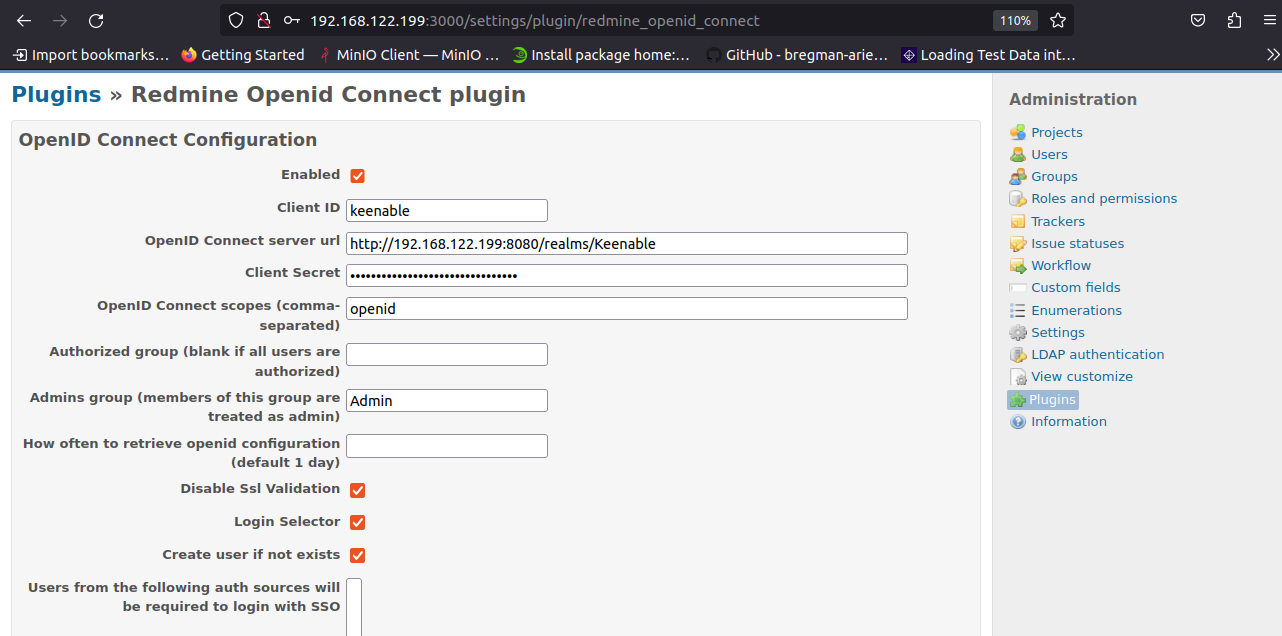 192.168.122.199:3000/settings/plugin/redmine_openid_connect
110%
Import bookmarks...
Getting Started
MinIO Client — MinIO ...
Install package home:...
GitHub - bregman-arie...
Loading Test Data int...
Plugins » Redmine Openid Connect plugin
OpenID Connect Configuration
Enabled
Client ID keenable
OpenID Connect server url http://192.168.122.199:8080/realms/Keenable
Client Secret ••••••••••••••••••••••••••••••••
OpenID Connect scopes (comma-
separated) openid
Authorized group (blank if all users are
authorized)
Admins group (members of this group are
treated as admin) Admin
How often to retrieve openid configuration
(default 1 day)
Disable Ssl Validation
Login Selector
Create user if not exists
Users from the following auth sources will
be required to login with SSO
Administration
Projects
Users
Groups
Roles and permissions
Trackers
Issue statuses
Workflow
Custom fields
Enumerations
Settings
LDAP authentication
View customize
Plugins
Information